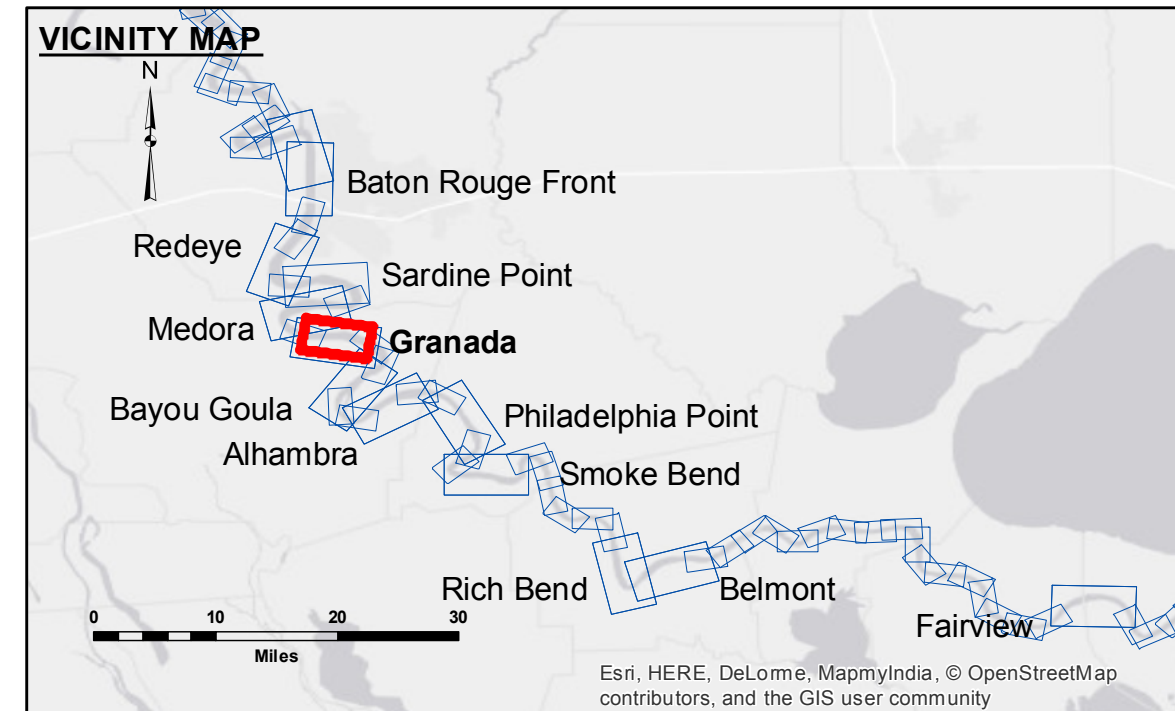 VICINITY MAP
N
Baton Rouge Front
Redeye
Sardine Point
Medora
Granada
Bayou Goula
Philadelphia Point
Alhambra
Smoke Bend
Rich Bend
Belmont
Fairview
0 10 20 30
Miles
Esri, HERE, DeLorme, MapmyIndia, © OpenStreetMap
contributors, and the GIS user community